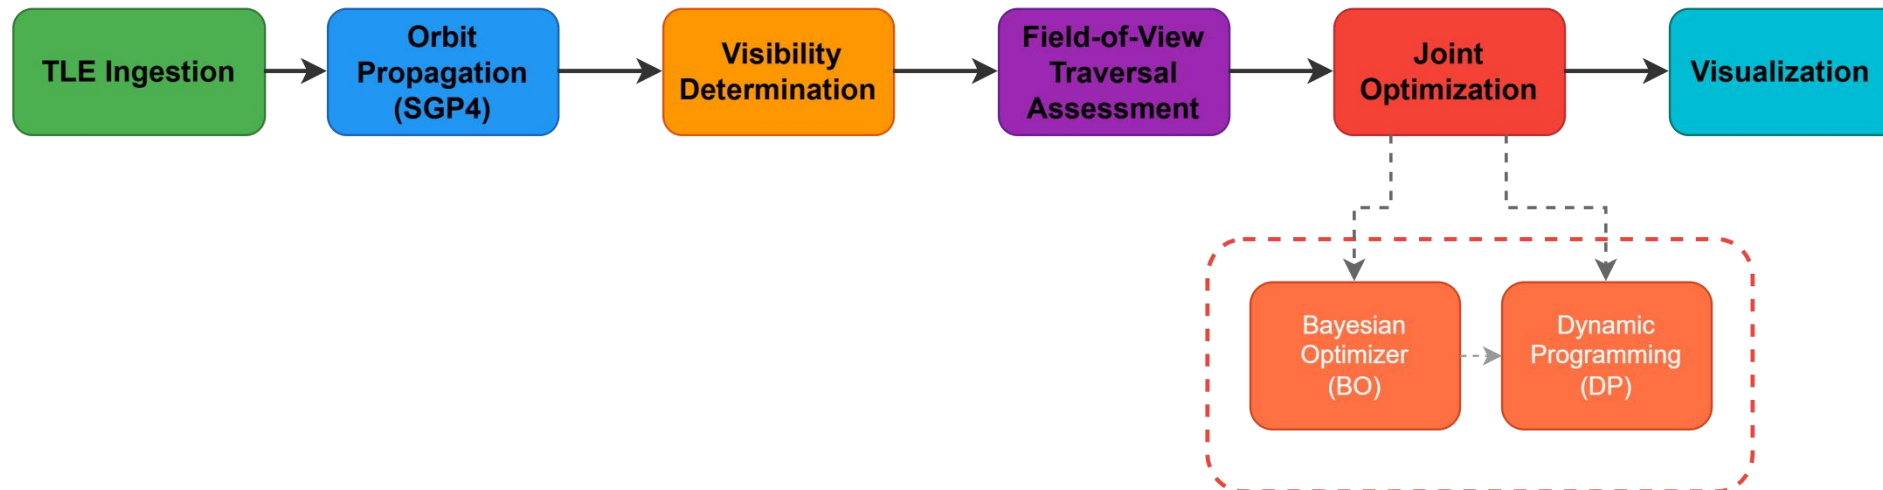 TLE Ingestion
Orbit
Propagation
(SGP4)
Visibility
Determination
Field-of-View
Traversal
Assessment
Joint
Optimization
Visualization
Bayesian
Optimizer
(BO)
Dynamic
Programming
(DP)